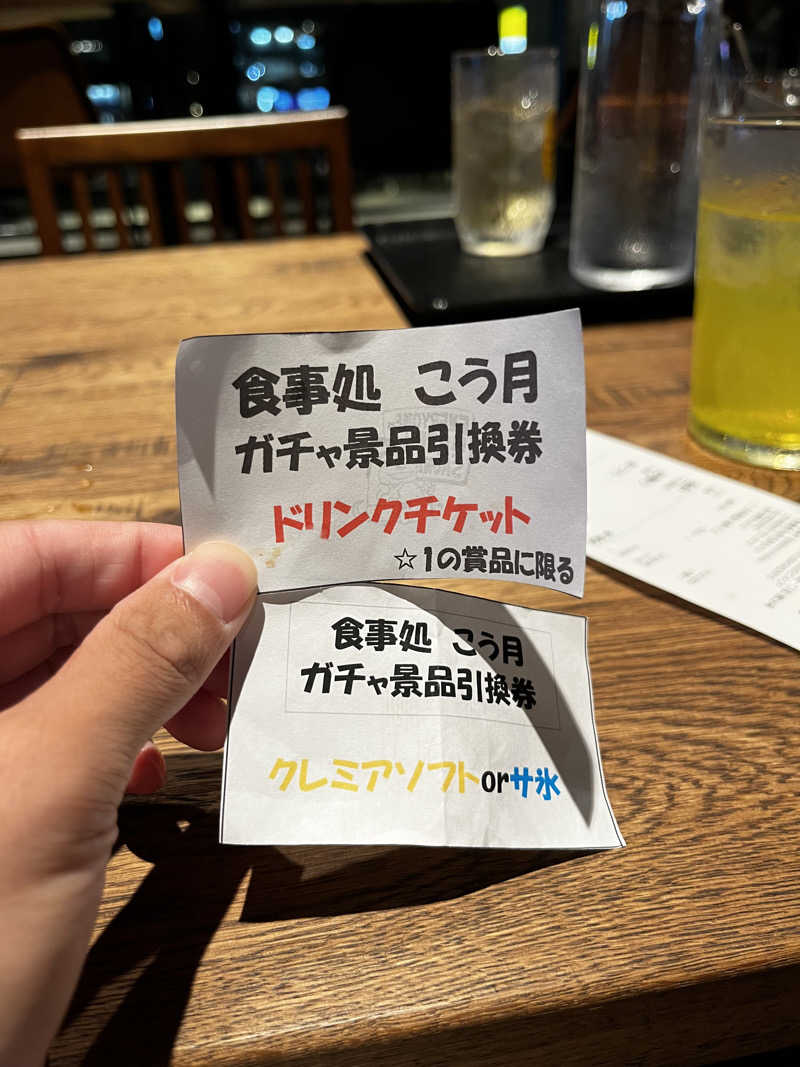 食事処 こう月
ガチャ景品引換券
ドリンクチケット
☆1の賞品に限る
食事処 こう月
ガチャ景品引換券
クレミアソフトorサ氷